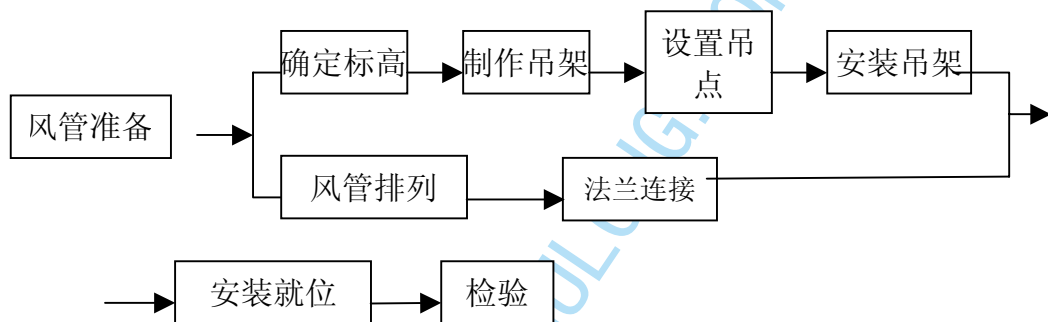 确定标高
制作吊架
设置吊
点
安装吊架
风管准备
风管排列
法兰连接
安装就位
检验